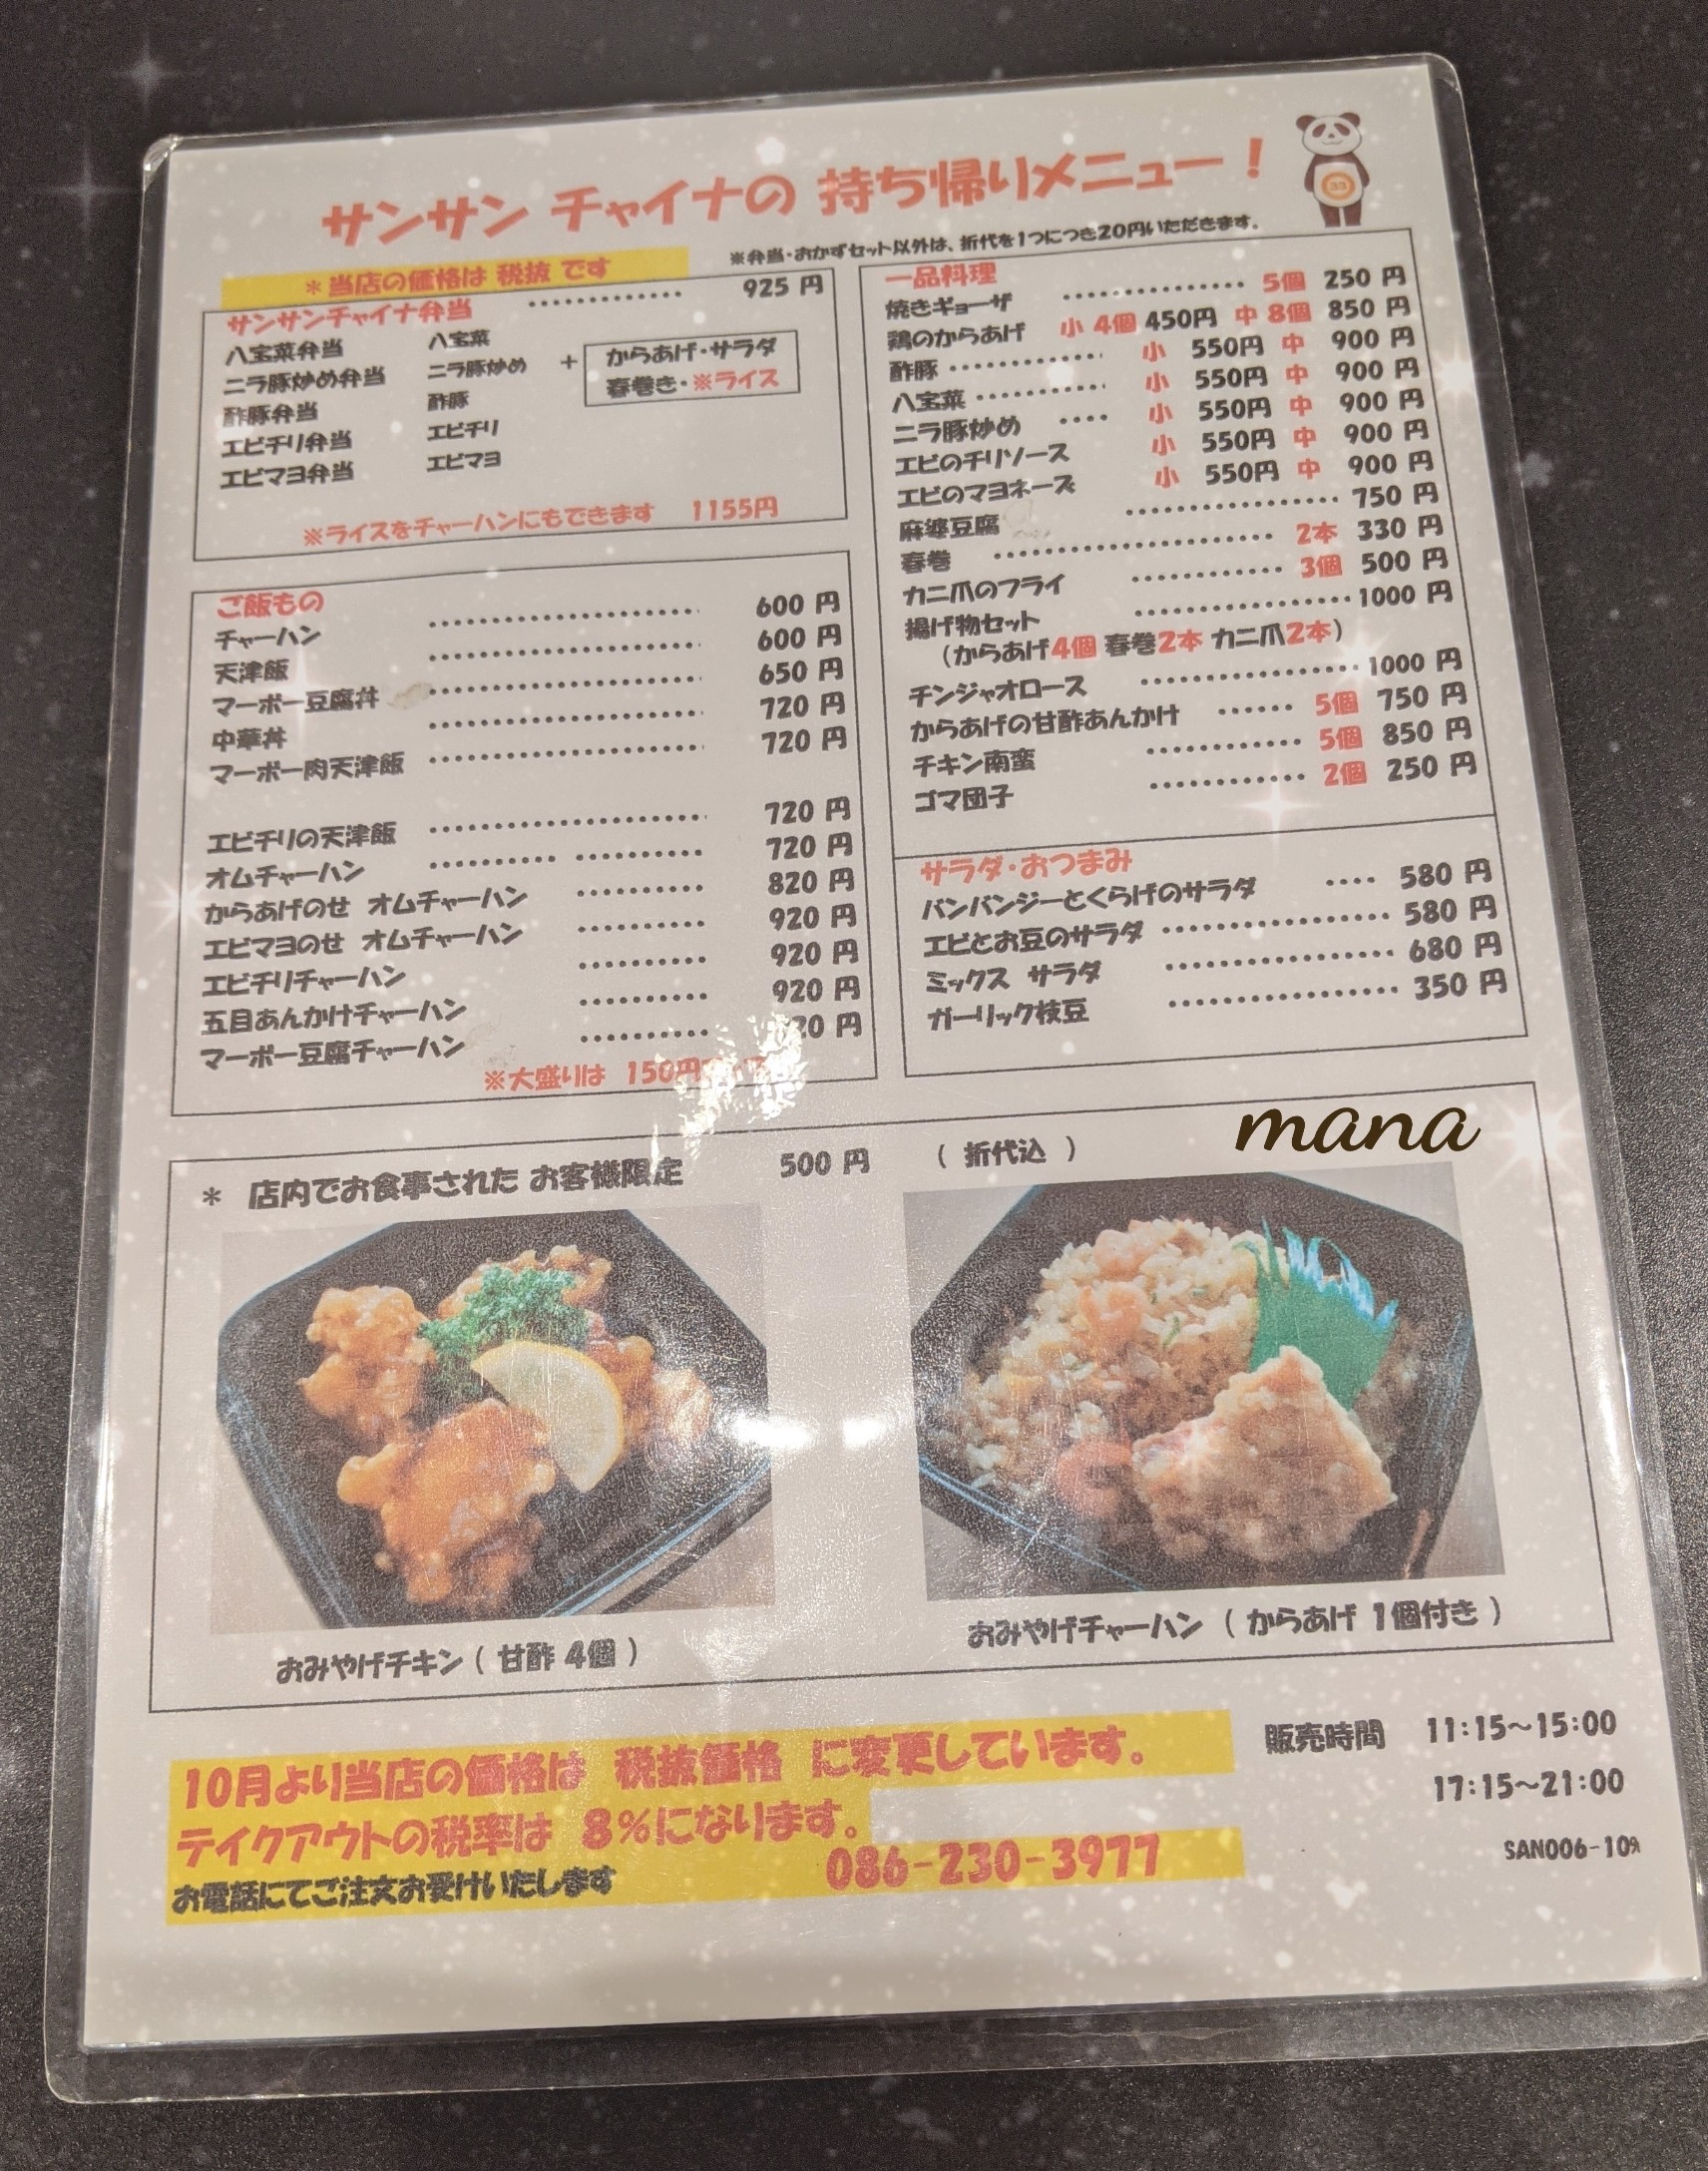 サンサン チャイナの 持ち帰りメニュー！
33
※弁当・おかずセット以外は、折代を1つにつき20円いただきます。
＊当店の価格は 税抜 です
サンサンチャイナ弁当 ............. 925 円
八宝菜弁当 八宝菜
ニラ豚炒め弁当 ニラ豚炒め
酢豚弁当 酢豚
エビチリ弁当 エビチリ
エビマヨ弁当 エビマヨ
＋ からあげ・サラダ
春巻き・※ライス
※ライスをチャーハンにもできます 1155円
ご飯もの
チャーハン ............. 600 円
天津飯 ............. 600 円
マーボー豆腐丼 ............. 650 円
中華丼 ............. 720 円
マーボー肉天津飯 ............. 720 円
エビチリの天津飯 ............. 720 円
オムチャーハン ............. 720 円
からあげのせ オムチャーハン ............. 820 円
エビマヨのせ オムチャーハン ............. 920 円
エビチリチャーハン ............. 920 円
五目あんかけチャーハン ............. 920 円
マーボー豆腐チャーハン ............. 20 円
※大盛りは 150円
一品料理
焼きギョーザ ............. 5個 250 円
鶏のからあげ 小 4個 450円 中 8個 850 円
酢豚 ............. 小 550円 中 900 円
八宝菜 ............. 小 550円 中 900 円
ニラ豚炒め .... 小 550円 中 900 円
エビのチリソース 小 550円 中 900 円
エビのマヨネーズ 小 550円 中 900 円
麻婆豆腐 ............. 750 円
春巻 ............. 2本 330 円
カニ爪のフライ ............. 3個 500 円
揚げ物セット ............. 1000 円
（からあげ4個 春巻2本 カニ爪2本）
チンジャオロース ............. 1000 円
からあげの甘酢あんかけ ...... 5個 750 円
チキン南蛮 ............. 5個 850 円
ゴマ団子 ............. 2個 250 円
サラダ・おつまみ
バンバンジーとくらげのサラダ .... 580 円
エビとお豆のサラダ ............. 580 円
ミックス サラダ ............. 680 円
ガーリック枝豆 ............. 350 円
mana
＊ 店内でお食事された お客様限定 500 円 （ 折代込 ）
おみやげチキン（ 甘酢 4個 ）
おみやげチャーハン（ からあげ 1個付き ）
10月より当店の価格は 税抜価格 に変更しています。
テイクアウトの税率は 8%になります。
お電話にてご注文お受けいたします 086-230-3977
販売時間 11:15～15:00
17:15～21:00
SAN006-10月